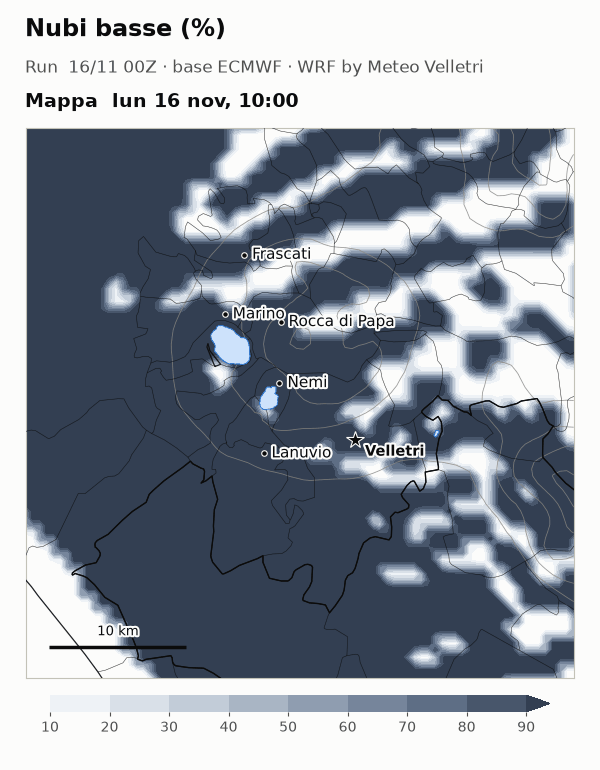 Nubi basse (%)
Run 16/11 00Z · base ECMWF · WRF by Meteo Velletri
Mappa lun 16 nov, 10:00
Frascati
Marino
Rocca di Papa
Nemi
Velletri
Lanuvio
10 km
10 20 30 40 50 60 70 80 90